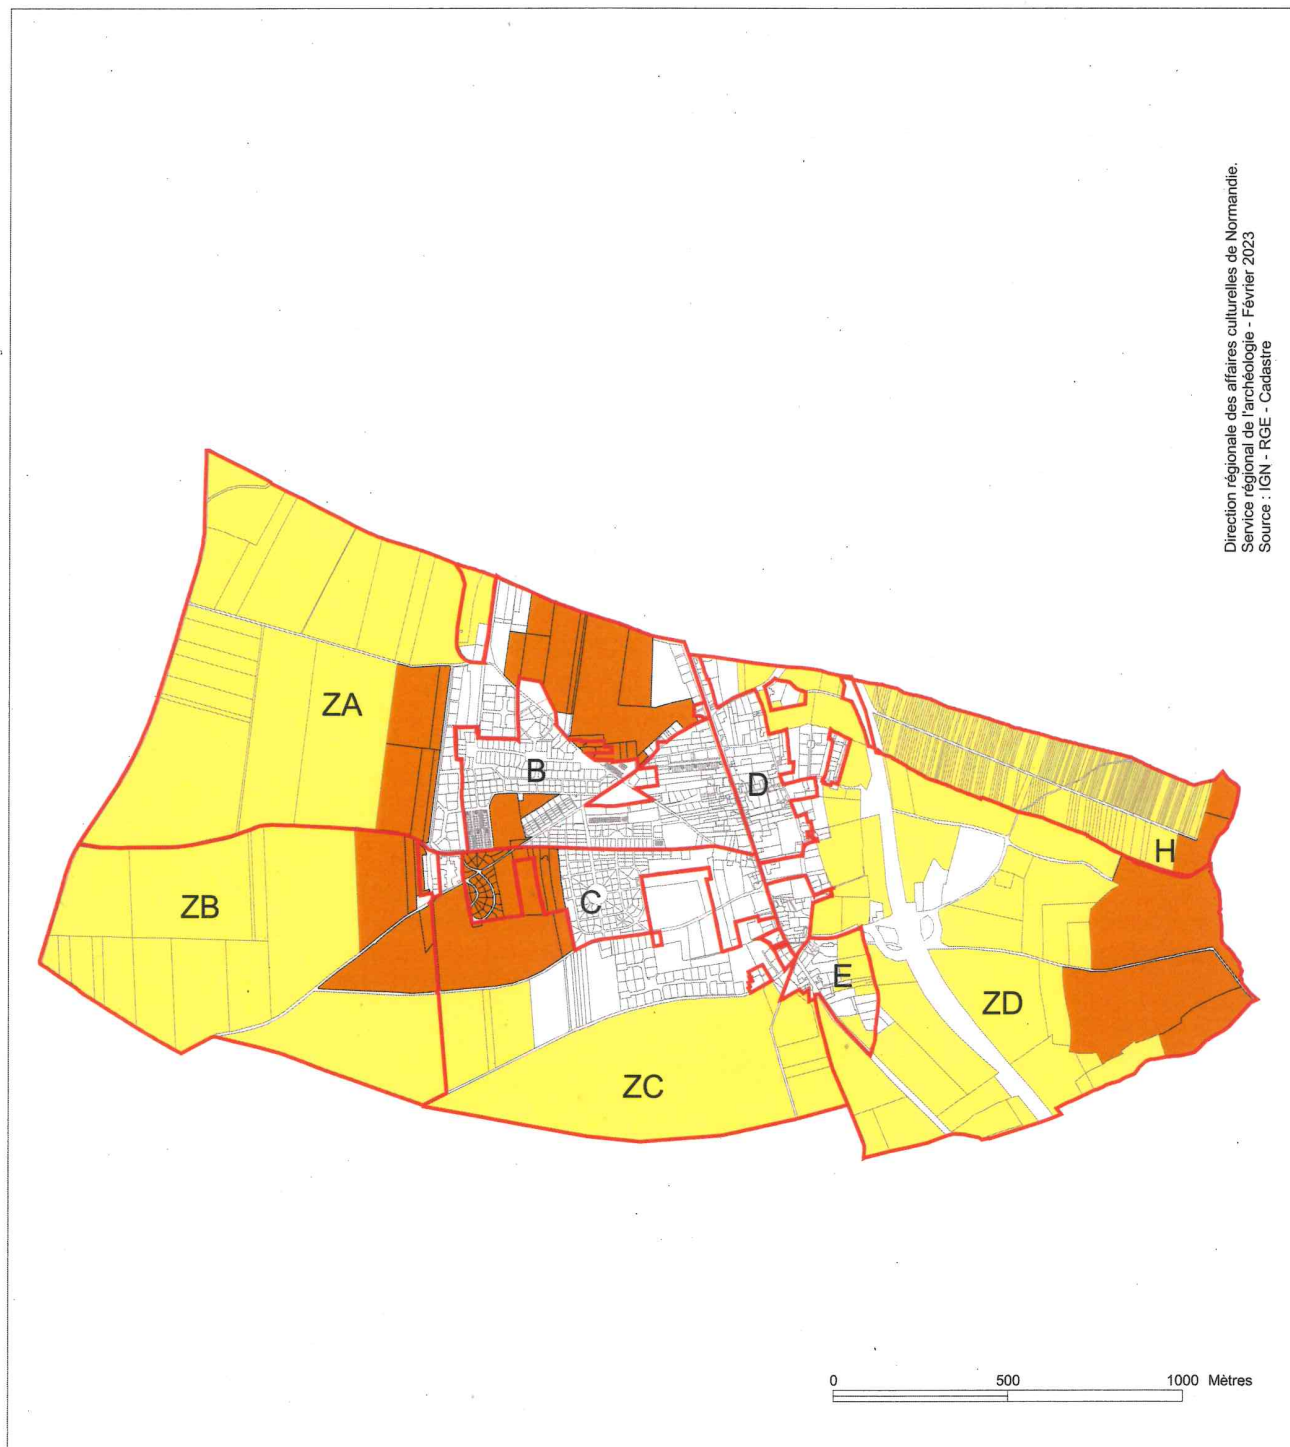 Direction régionale des affaires culturelles de Normandie.
Service régional de l'archéologie - Février 2023
Source : IGN - RGE - Cadastre
ZA
B
D
H
ZB
C
E
ZD
ZC
0 500 1000 Mètres